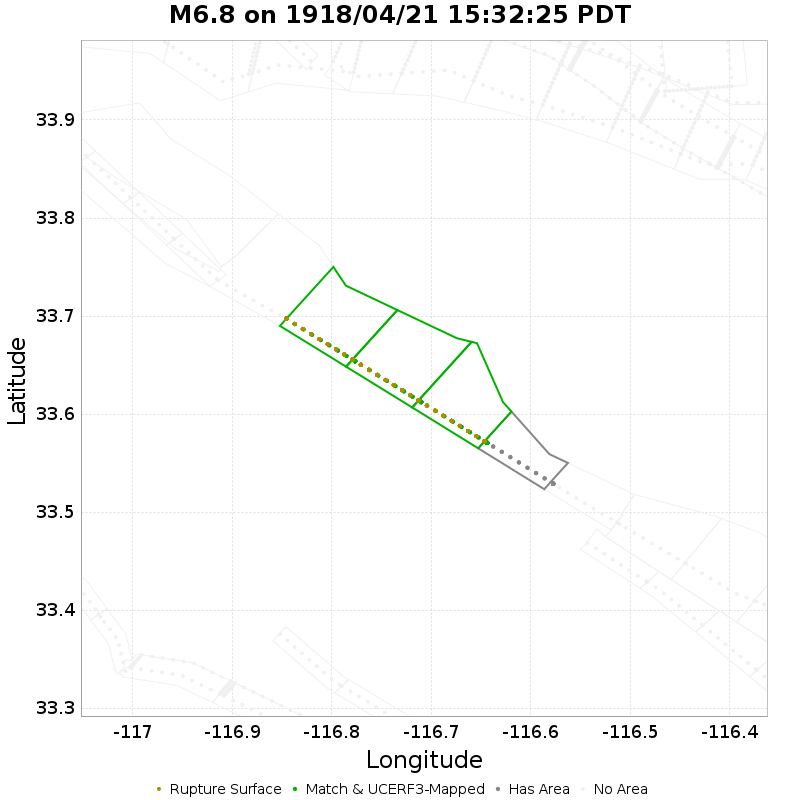 M6.8 on 1918/04/21 15:32:25 PDT
Latitude
33.9
33.8
33.7
33.6
33.5
33.4
33.3
-117 -116.9 -116.8 -116.7 -116.6 -116.5 -116.4
Longitude
Rupture Surface Match & UCERF3-Mapped Has Area No Area